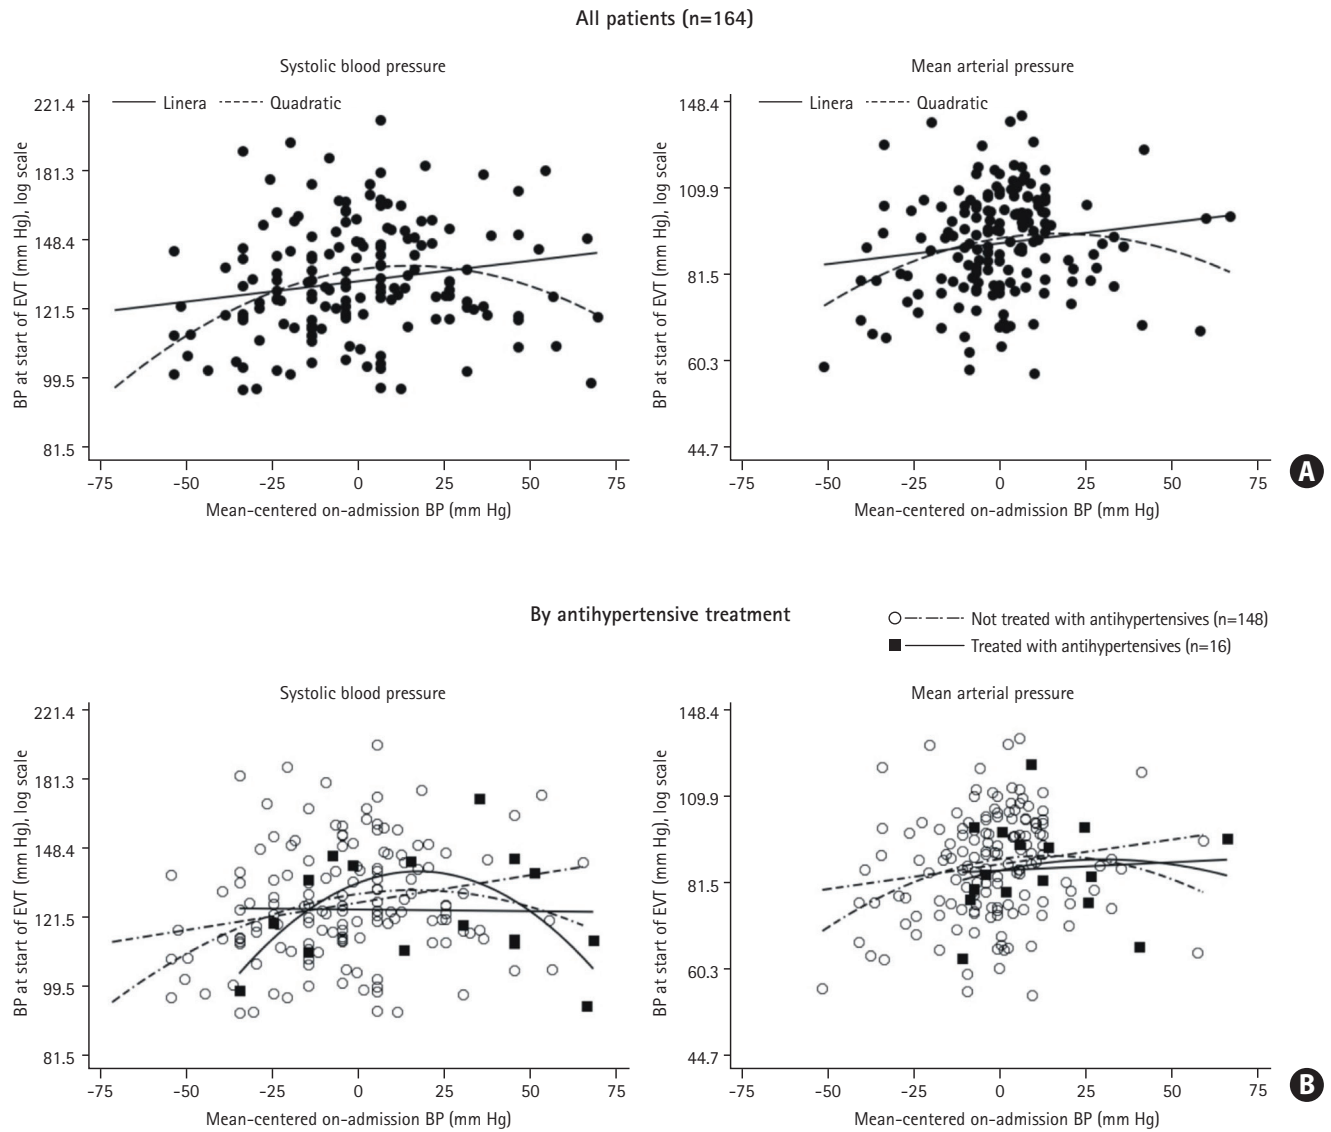 All patients (n=164)
Systolic blood pressure
Linera
Quadratic
BP at start of EVT (mm Hg), log scale
221.4
181.3
148.4
121.5
99.5
81.5
-75
-50
-25
0
25
50
75
Mean-centered on-admission BP (mm Hg)
Mean arterial pressure
Linera
Quadratic
BP at start of EVT (mm Hg), log scale
148.4
109.9
81.5
60.3
44.7
-75
-50
-25
0
25
50
75
Mean-centered on-admission BP (mm Hg)
A
By antihypertensive treatment
Not treated with antihypertensives (n=148)
Treated with antihypertensives (n=16)
Systolic blood pressure
BP at start of EVT (mm Hg), log scale
221.4
181.3
148.4
121.5
99.5
81.5
-75
-50
-25
0
25
50
75
Mean-centered on-admission BP (mm Hg)
Mean arterial pressure
BP at start of EVT (mm Hg), log scale
148.4
109.9
81.5
60.3
44.7
-75
-50
-25
0
25
50
75
Mean-centered on-admission BP (mm Hg)
B